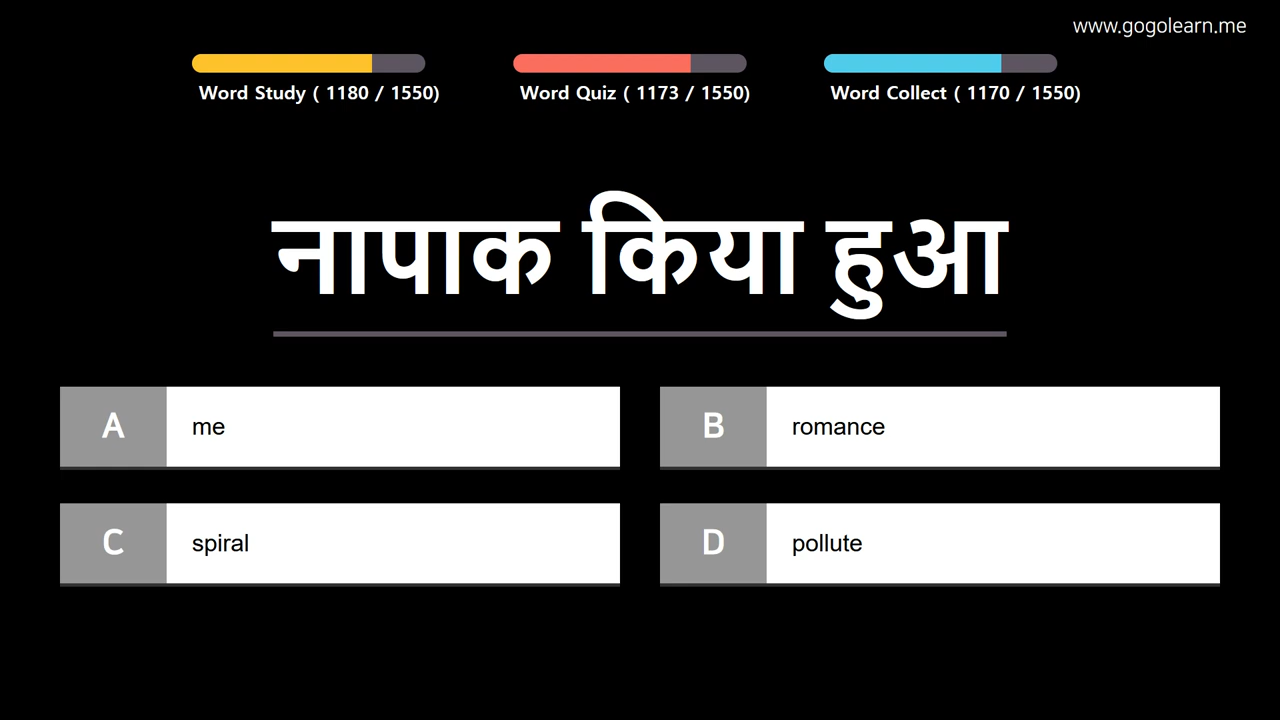 www.gogolearn.me
Word Study ( 1180 / 1550)
Word Quiz ( 1173 / 1550)
Word Collect ( 1170 / 1550)
नापाक किया हुआ
A
me
B
romance
C
spiral
D
pollute